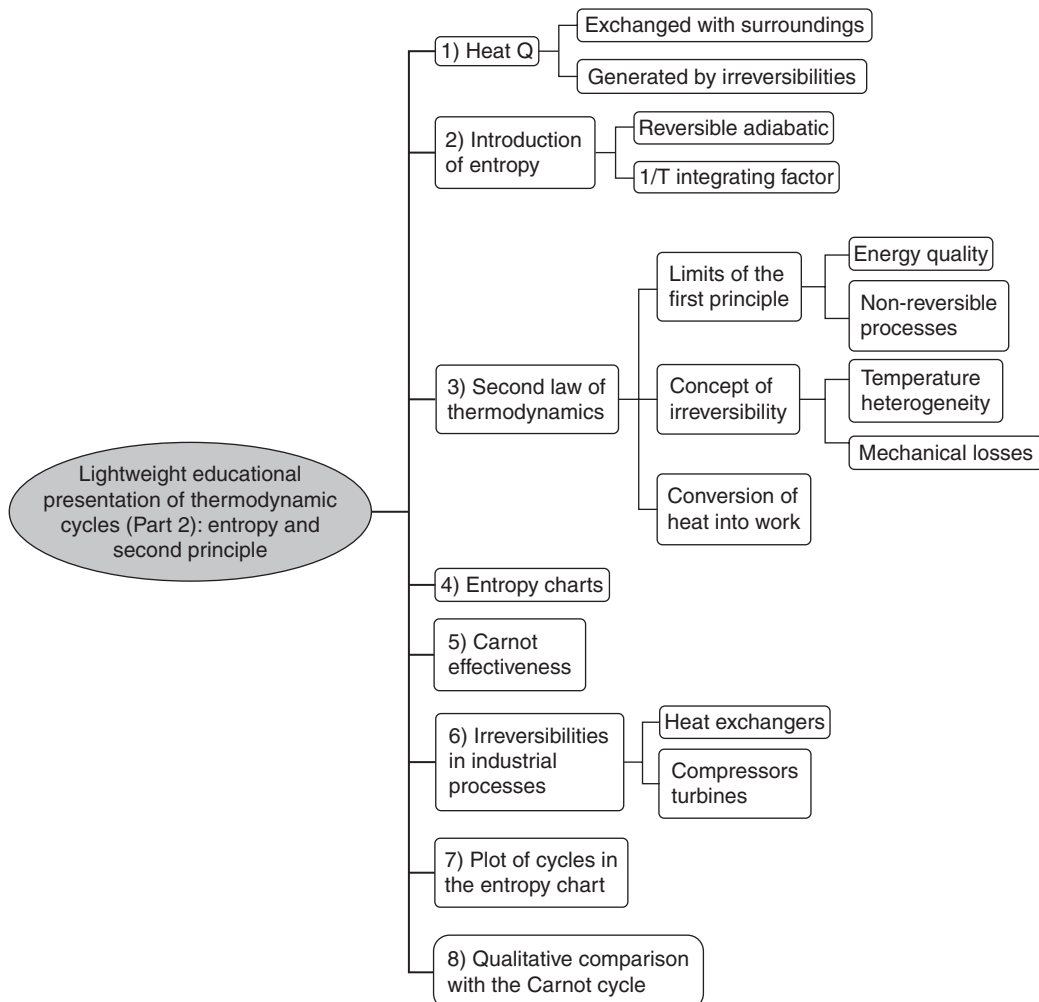 Lightweight educational
presentation of thermodynamic
cycles (Part 2): entropy and
second principle
1) Heat Q
Exchanged with surroundings
Generated by irreversibilities
2) Introduction
of entropy
Reversible adiabatic
1/T integrating factor
3) Second law of
thermodynamics
Limits of the
first principle
Energy quality
Non-reversible
processes
Concept of
irreversibility
Temperature
heterogeneity
Mechanical losses
Conversion of
heat into work
4) Entropy charts
5) Carnot
effectiveness
6) Irreversibilities
in industrial
processes
Heat exchangers
Compressors
turbines
7) Plot of cycles in
the entropy chart
8) Qualitative comparison
with the Carnot cycle